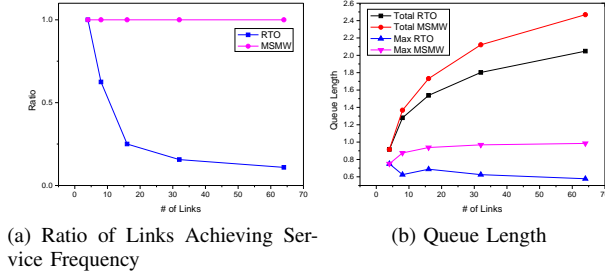 1.0
0.5
0.0
Ratio
0
10
20
30
40
50
60
70
# of Links
RTO
MSMW
(a) Ratio of Links Achieving Ser-
vice Frequency
2.6
2.4
2.2
2.0
1.8
1.6
1.4
1.2
1.0
0.8
0.6
Queue Length
0
10
20
30
40
50
60
70
# of Links
Total RTO
Total MSMW
Max RTO
Max MSMW
(b) Queue Length